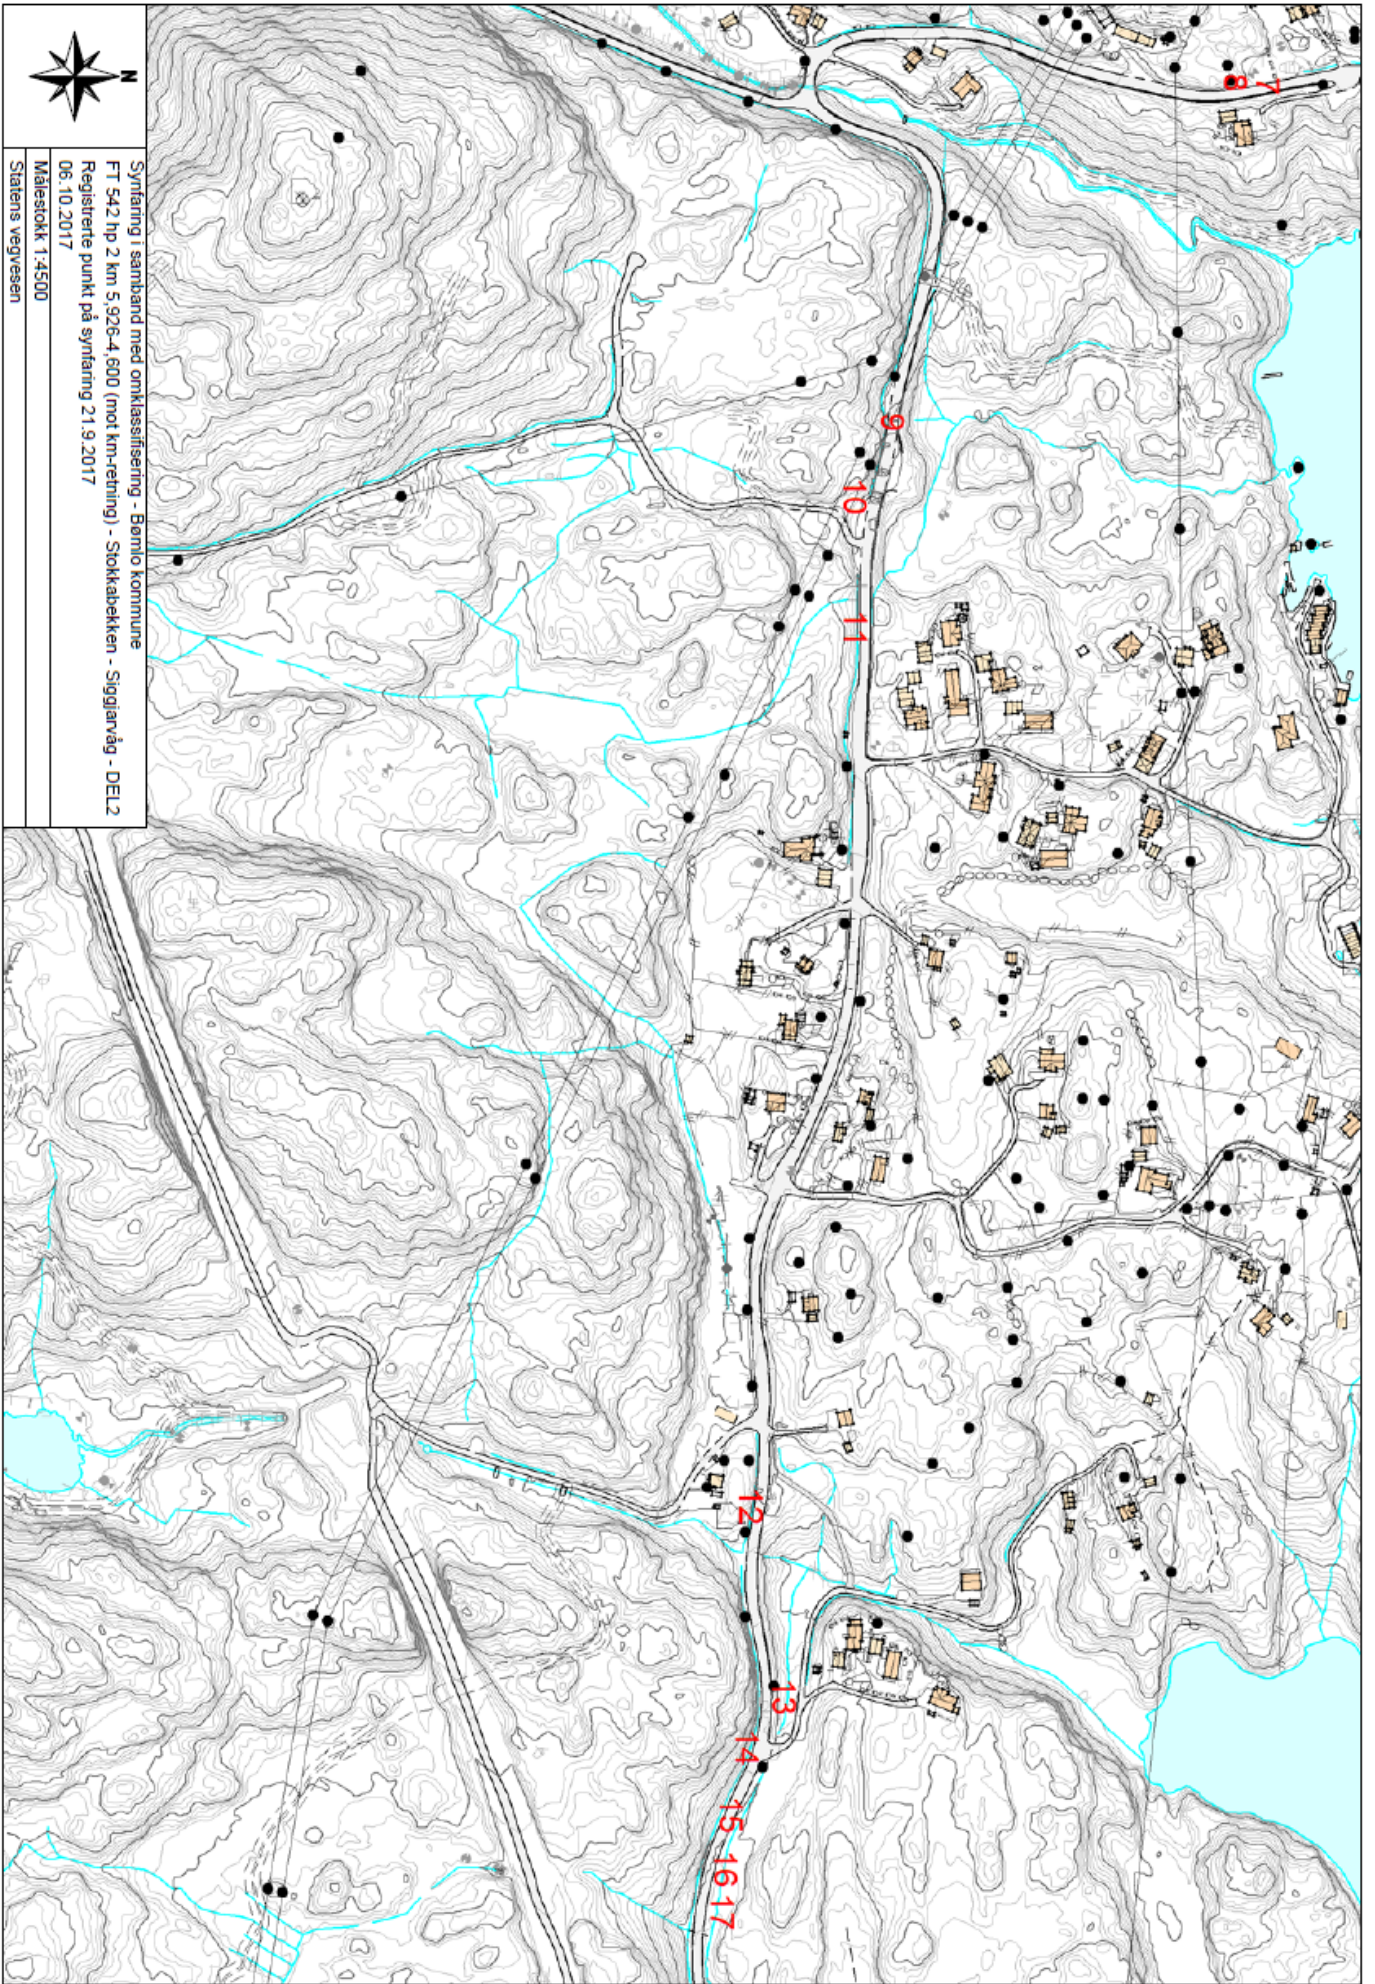 N
Synfaring i samband med omklassifisering - Bømlo kommune
FT 542 hp 2 km 5,926-4,600 (mot km-retning) - Stokkabekken - Siggjarvåg - DEL2
Registrerte punkt på synfaring 21.9.2017
06.10.2017
Målestokk 1:4500
Statens vegvesen
7
8
9
10
11
12
13
14
15
16
17